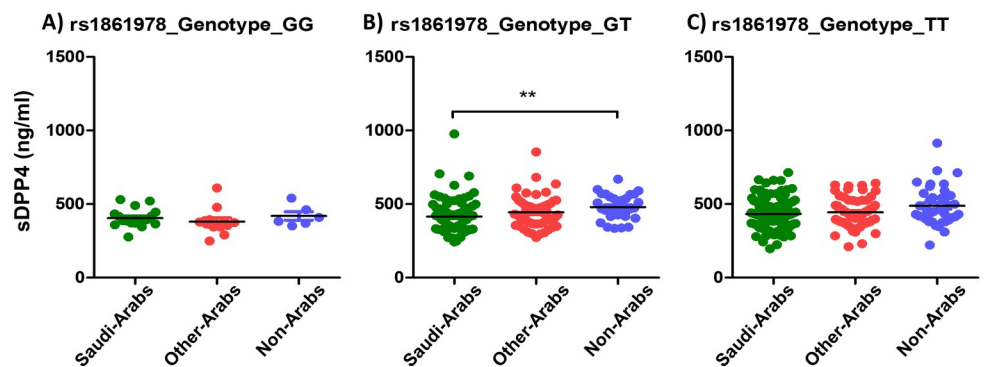 A) rs1861978_Genotype_GG
B) rs1861978_Genotype_GT
C) rs1861978_Genotype_TT
sDPP4 (ng/ml)
1500
1000
500
0
Saudi-Arabs
Other-Arabs
Non-Arabs
1500
1000
500
0
**
Saudi-Arabs
Other-Arabs
Non-Arabs
1500
1000
500
0
Saudi-Arabs
Other-Arabs
Non-Arabs